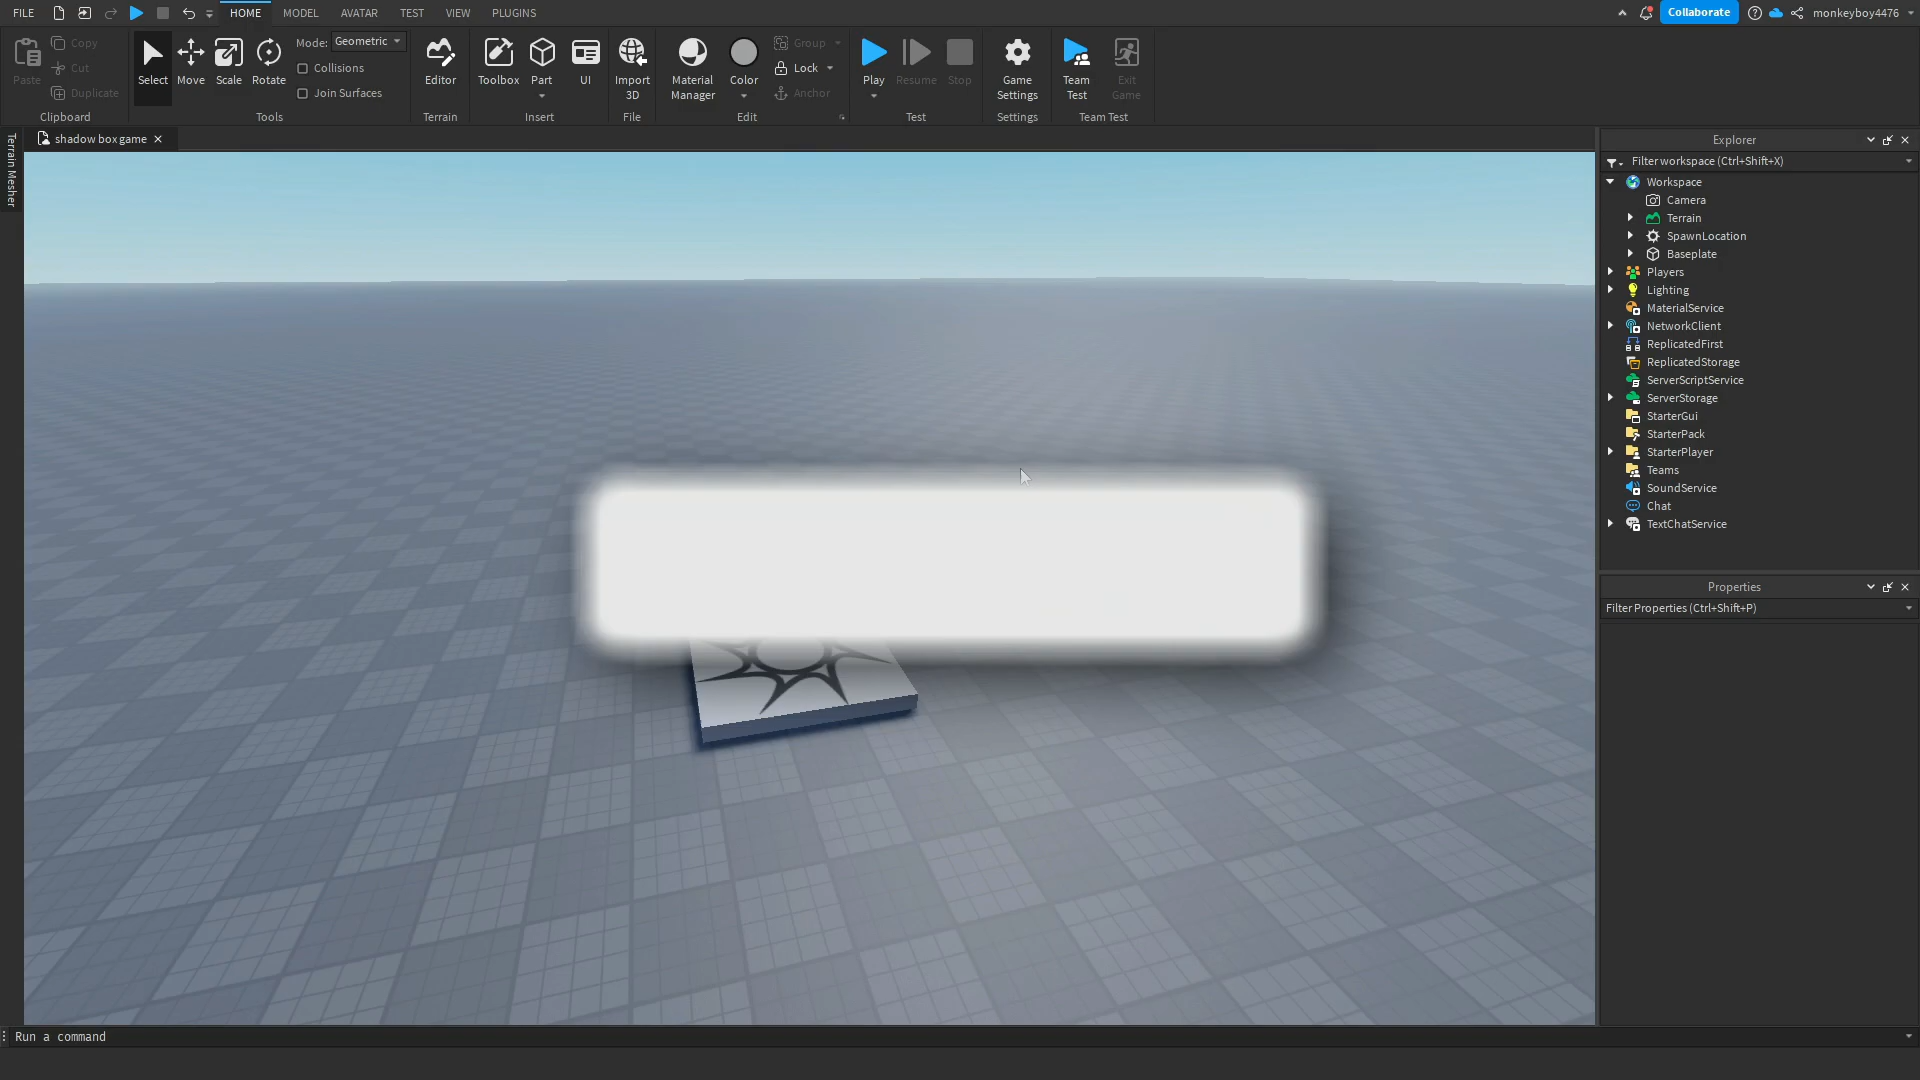 FILE HOME MODEL AVATAR TEST VIEW PLUGINS Collaborate monkeyboy4476
Paste Copy Cut Duplicate Clipboard
Select Move Scale Rotate Mode: Geometric Collisions Join Surfaces Tools
Editor Terrain
Toolbox Part UI Insert
Import 3D File
Material Manager Color Group Lock Anchor Edit
Play Resume Stop Test
Game Settings Settings
Team Test Exit Game Team Test
Terrain Mesher
shadow box game
Explorer
Filter workspace (Ctrl+Shift+X)
Workspace
Camera
Terrain
SpawnLocation
Baseplate
Players
Lighting
MaterialService
NetworkClient
ReplicatedFirst
ReplicatedStorage
ServerScriptService
ServerStorage
StarterGui
StarterPack
StarterPlayer
Teams
SoundService
Chat
TextChatService
Properties
Filter Properties (Ctrl+Shift+P)
Run a command